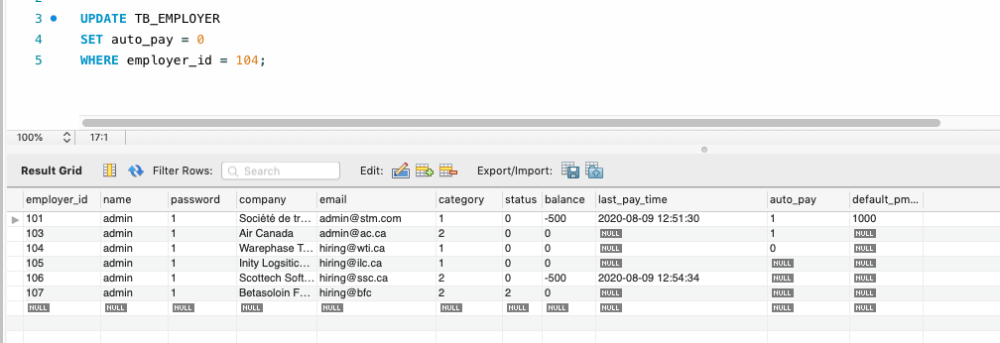 3 UPDATE TB_EMPLOYER
4 SET auto_pay = 0
5 WHERE employer_id = 104;
100% 17:1
Result Grid Filter Rows: Search Edit: Export/Import:
employer_id name password company email category status balance last_pay_time auto_pay default_pm...
101 admin 1 Société de tr... admin@stm.com 1 0 -500 2020-08-09 12:51:30 1 1000
103 admin 1 Air Canada admin@ac.ca 2 0 0 NULL 1 NULL
104 admin 1 Warephase T... hiring@wti.ca 1 0 0 NULL 0 NULL
105 admin 1 Inity Logsitic... hiring@ilc.ca 1 0 0 NULL NULL NULL
106 admin 1 Scottech Soft... hiring@ssc.ca 2 0 -500 2020-08-09 12:54:34 NULL NULL
107 admin 1 Betasoloin F... hiring@bfc 2 2 0 NULL NULL NULL
NULL NULL NULL NULL NULL NULL NULL NULL NULL NULL NULL